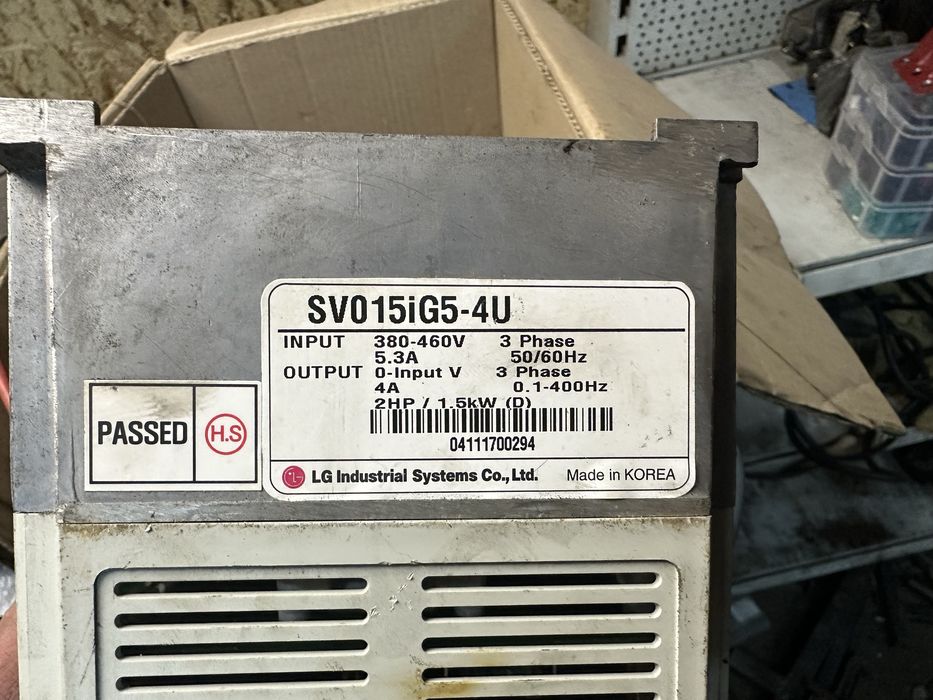 SV015iG5-4U
INPUT 380-460V 3 Phase
5.3A 50/60Hz
OUTPUT 0-Input V 3 Phase
4A 0.1-400Hz
2HP / 1.5kW (D)
04111700294
LG Industrial Systems Co., Ltd. Made in KOREA
PASSED H.S